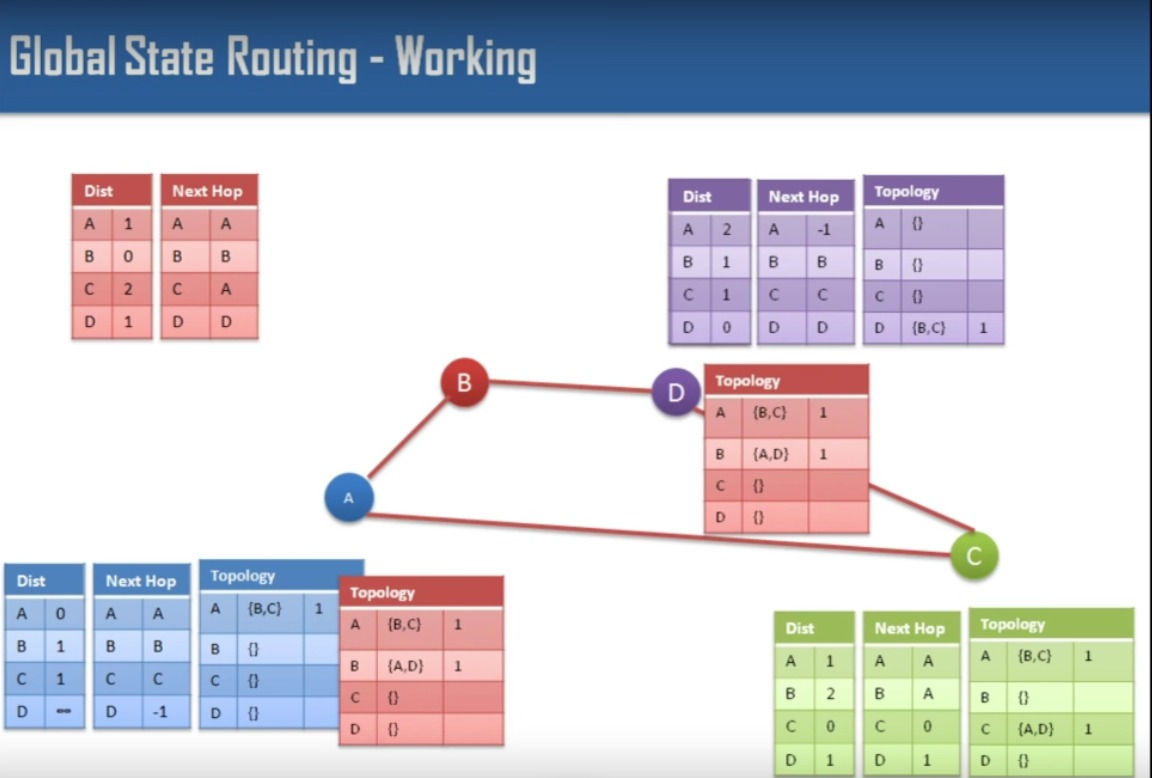 Global State Routing - Working
Dist
A 1
B 0
C 2
D 1
Next Hop
A A
B B
C A
D D
Dist
A 2
B 1
C 1
D 0
Next Hop
A -1
B B
C C
D D
Topology
A {}
B {}
C {}
D {B,C} 1
B
D
A
C
Topology
A {B,C} 1
B {A,D} 1
C {}
D {}
Dist
A 0
B 1
C 1
D ∞
Next Hop
A A
B B
C C
D -1
Topology
A {B,C} 1
B {}
C {}
D {}
Topology
A {B,C} 1
B {A,D} 1
C {}
D {}
Dist
A 1
B 2
C 0
D 1
Next Hop
A A
B A
C 0
D 1
Topology
A {B,C} 1
B {}
C {A,D} 1
D {}